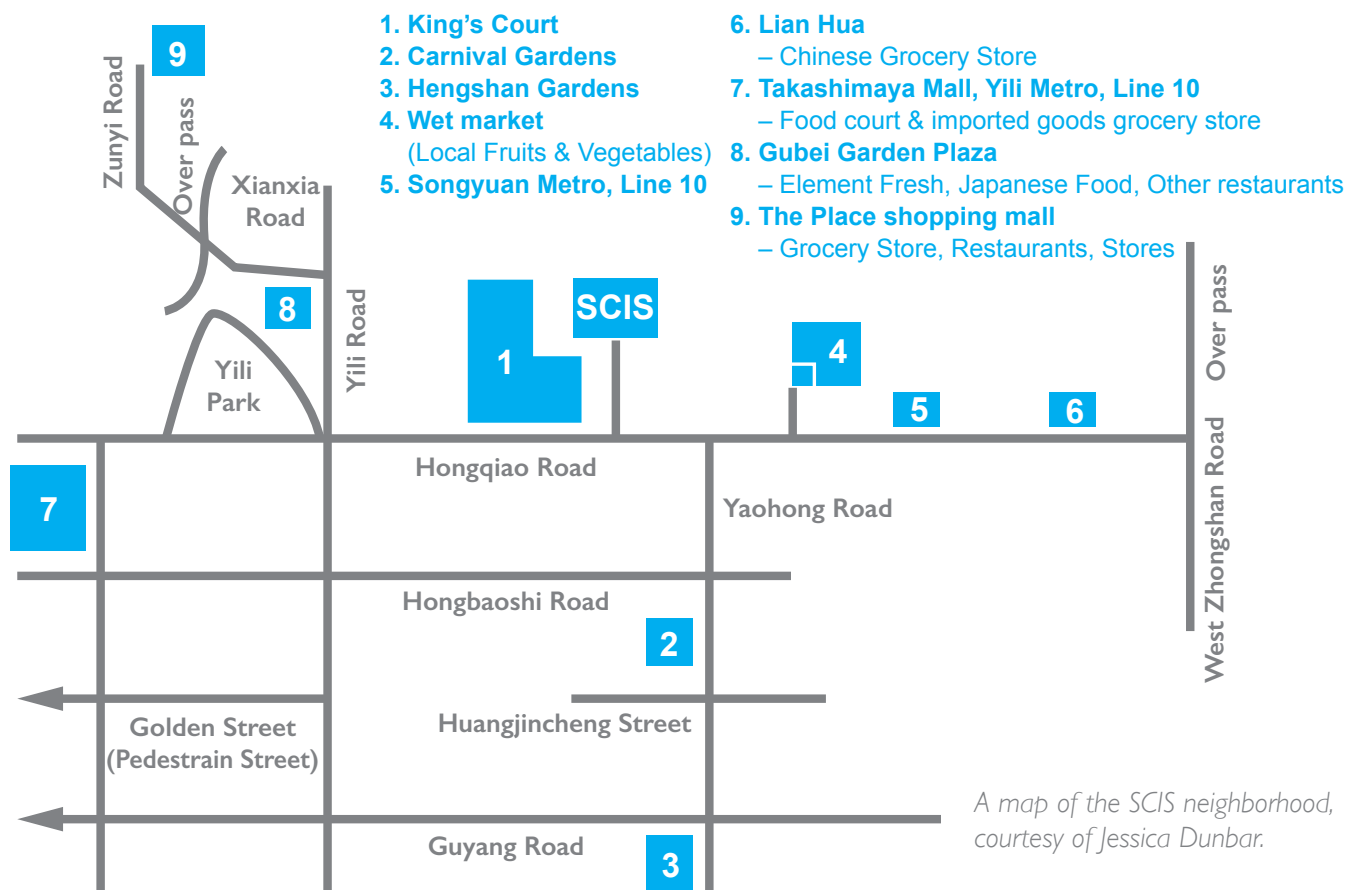 1. King's Court
2. Carnival Gardens
3. Hengshan Gardens
4. Wet market
(Local Fruits & Vegetables)
5. Songyuan Metro, Line 10
6. Lian Hua
– Chinese Grocery Store
7. Takashimaya Mall, Yili Metro, Line 10
– Food court & imported goods grocery store
8. Gubei Garden Plaza
– Element Fresh, Japanese Food, Other restaurants
9. The Place shopping mall
– Grocery Store, Restaurants, Stores
9
Zunyi Road
Over pass
Xianxia
Road
8
Yili Road
Yili
Park
1
SCIS
4
5
6
Over pass
West Zhongshan Road
Hongqiao Road
7
Yaohong Road
Hongbaoshi Road
2
Golden Street
(Pedestrain Street)
Huangjincheng Street
Guyang Road
3
A map of the SCIS neighborhood,
courtesy of Jessica Dunbar.